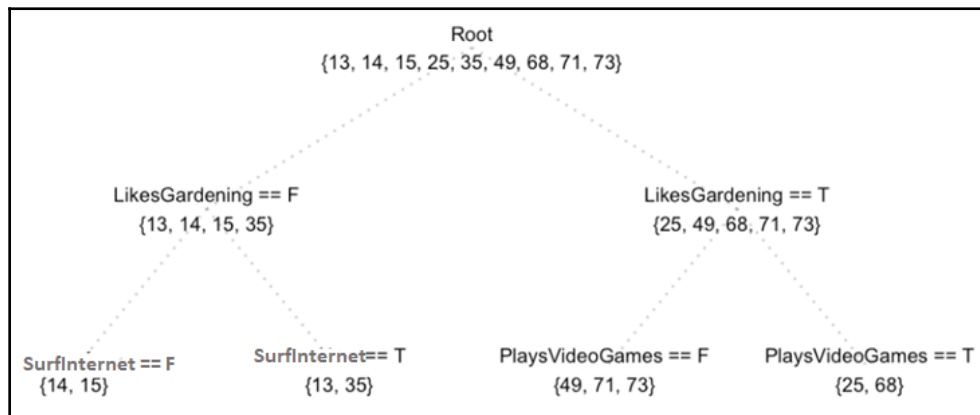 Root
{13, 14, 15, 25, 35, 49, 68, 71, 73}
LikesGardening == F
{13, 14, 15, 35}
LikesGardening == T
{25, 49, 68, 71, 73}
SurfInternet == F
{14, 15}
SurfInternet == T
{13, 35}
PlaysVideoGames == F
{49, 71, 73}
PlaysVideoGames == T
{25, 68}